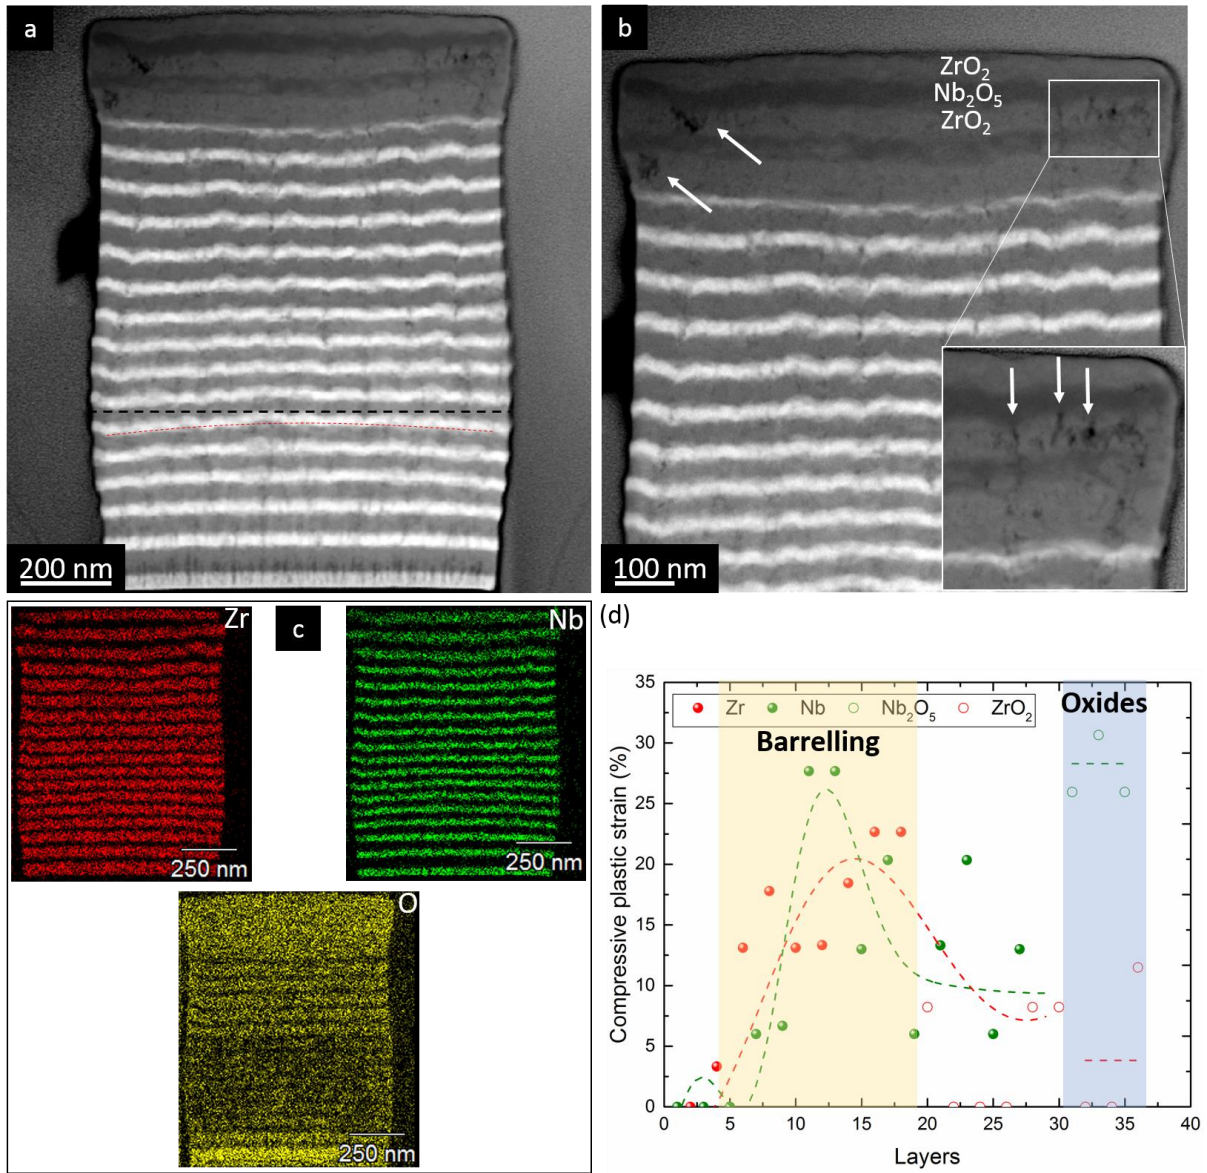 a
200 nm
b
ZrO₂
Nb₂O₅
ZrO₂
100 nm
c
Zr
250 nm
Nb
250 nm
O
250 nm
(d)
Zr Nb Nb₂O₅ ZrO₂
Barrelling
Oxides
Compressive plastic strain (%)
35
30
25
20
15
10
5
0
0 5 10 15 20 25 30 35 40
Layers